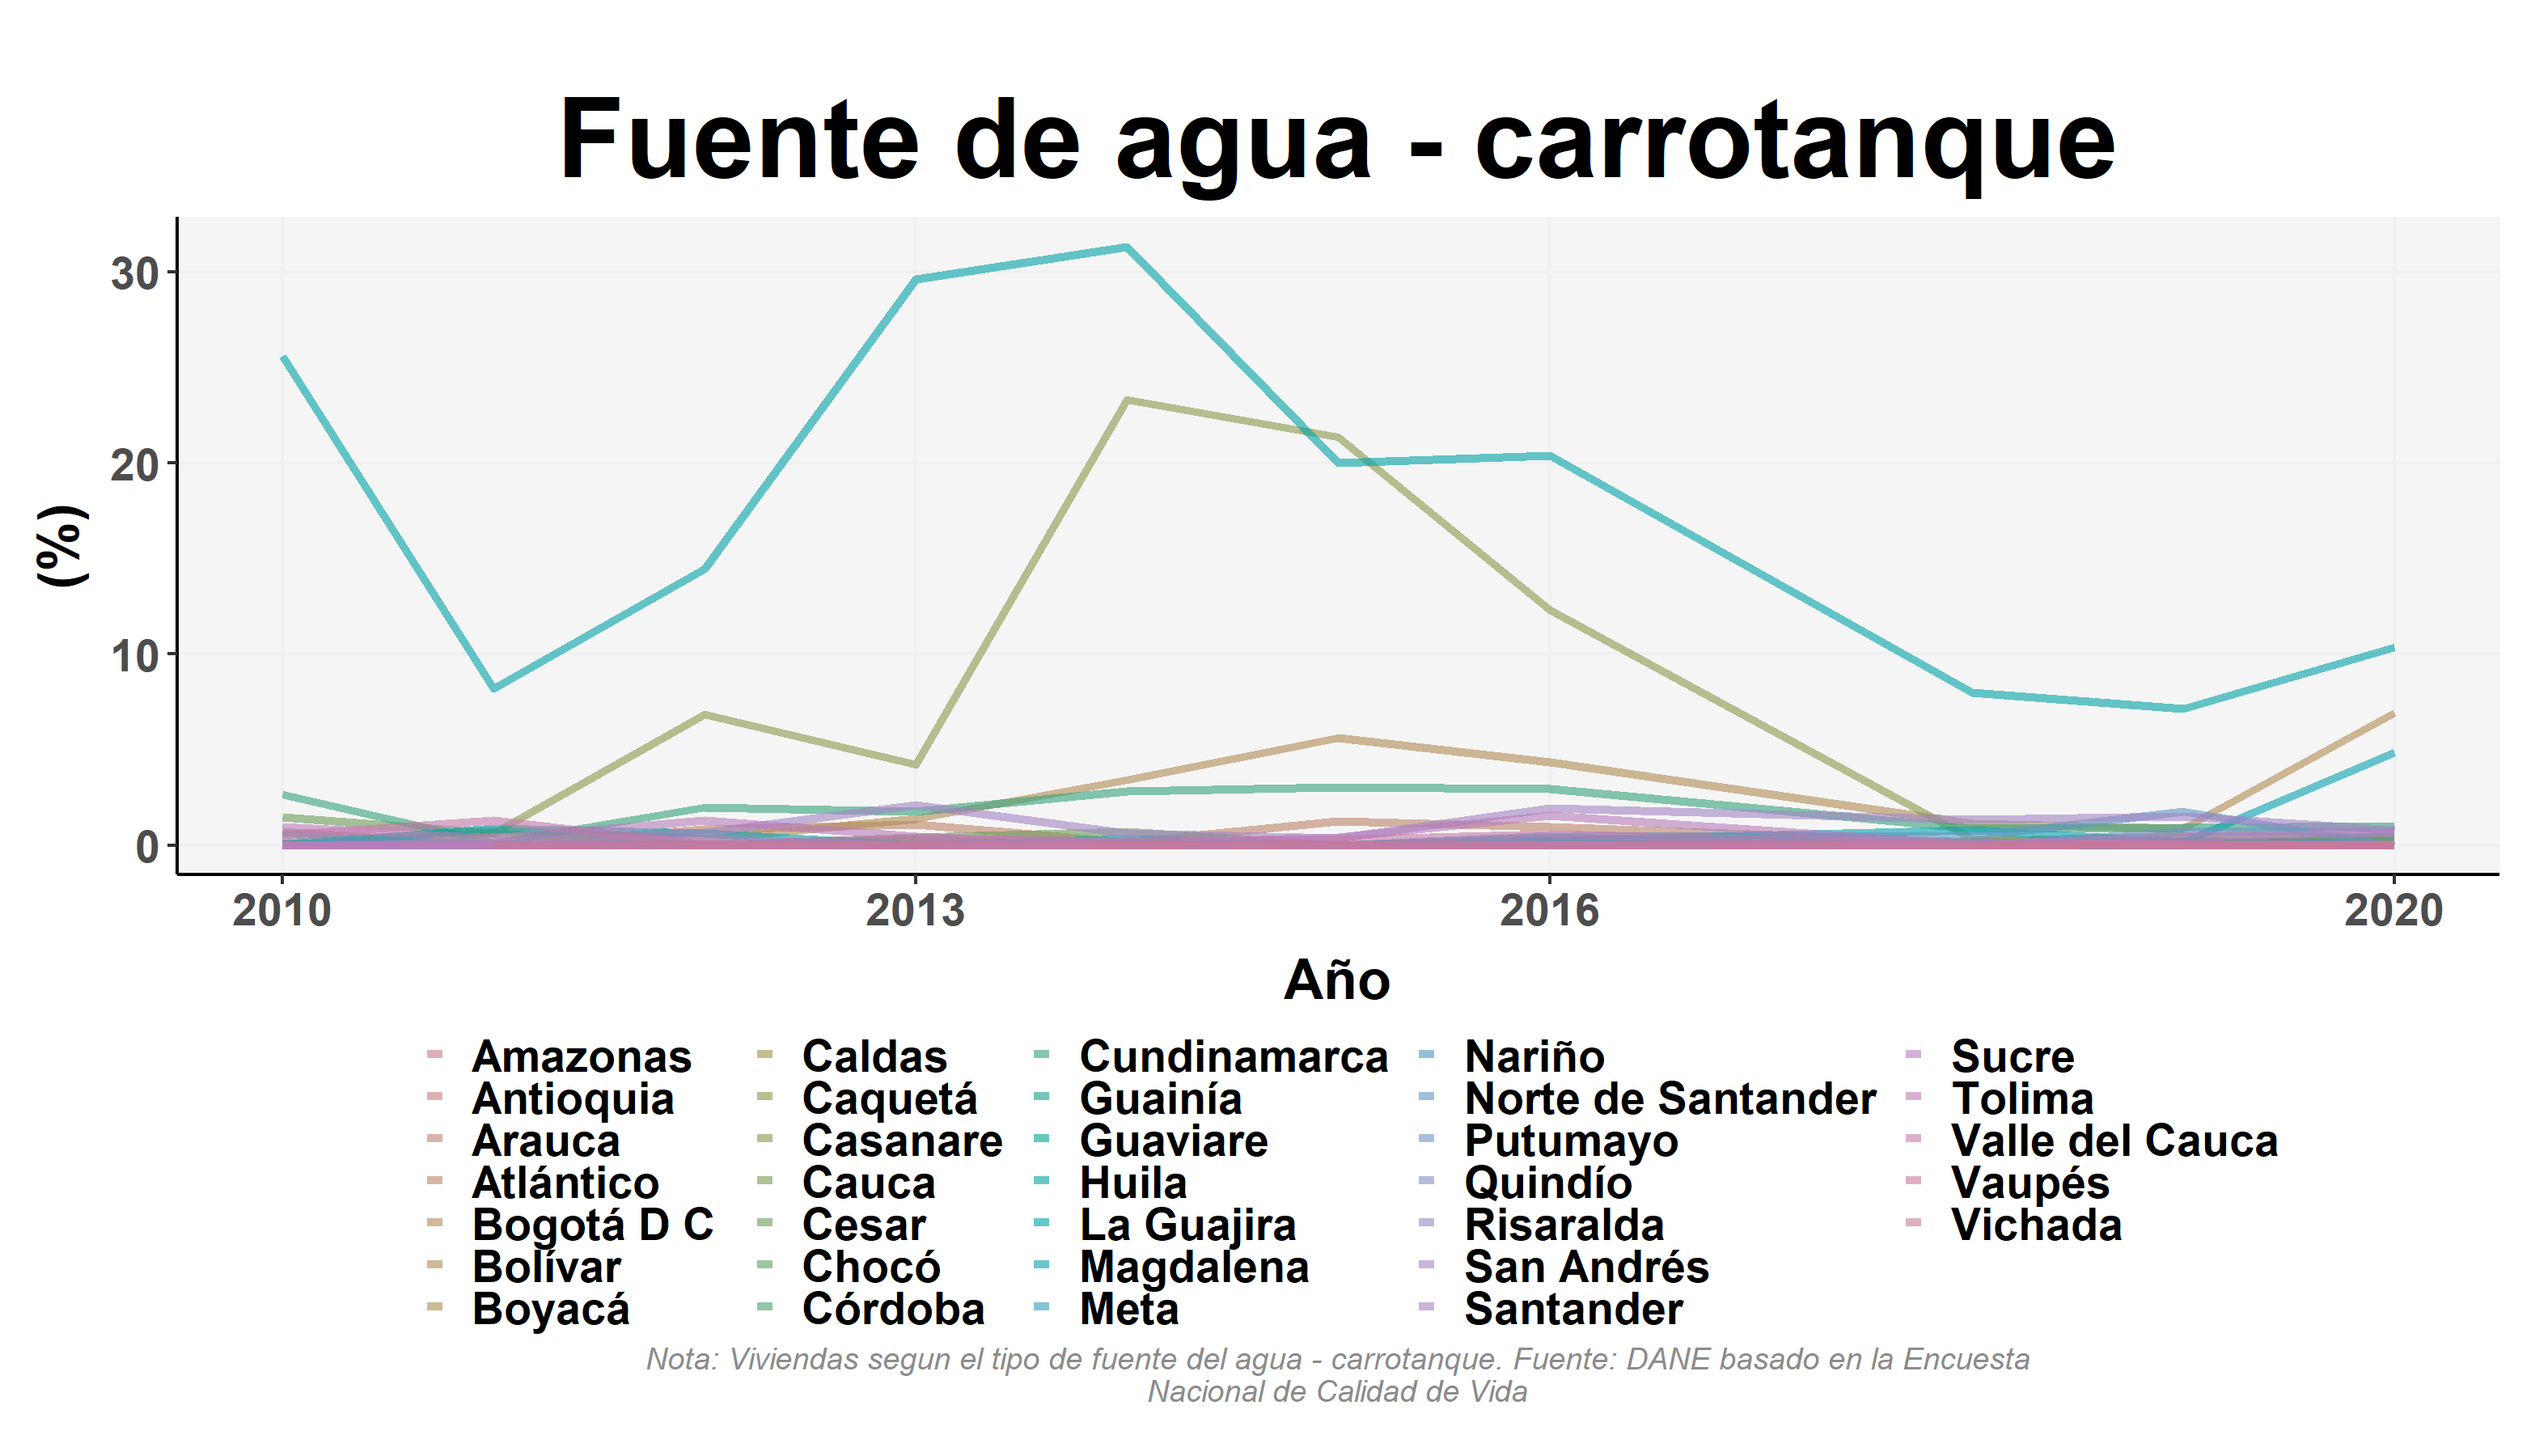 Fuente de agua - carrotanque
(%)
30
20
10
0
2010
2013
2016
2020
Año
Amazonas
Antioquia
Arauca
Atlántico
Bogotá D C
Bolívar
Boyacá
Caldas
Caquetá
Casanare
Cauca
Cesar
Chocó
Córdoba
Cundinamarca
Guainía
Guaviare
Huila
La Guajira
Magdalena
Meta
Nariño
Norte de Santander
Putumayo
Quindío
Risaralda
San Andrés
Santander
Sucre
Tolima
Valle del Cauca
Vaupés
Vichada
Nota: Viviendas segun el tipo de fuente del agua - carrotanque. Fuente: DANE basado en la Encuesta
Nacional de Calidad de Vida